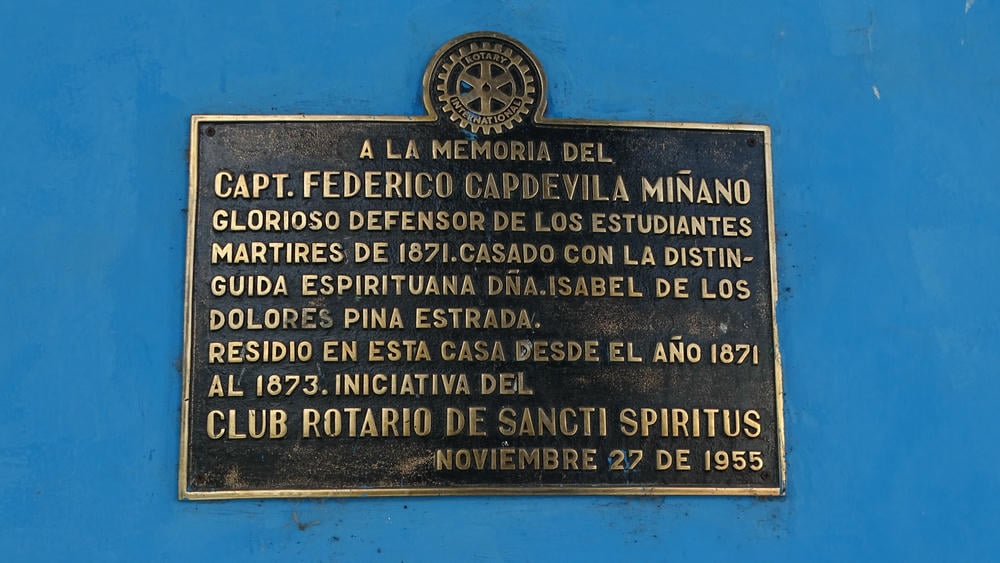 ROTARY
INTERNATIONAL
A LA MEMORIA DEL
CAPT. FEDERICO CAPDEVILA MIÑANO
GLORIOSO DEFENSOR DE LOS ESTUDIANTES
MARTIRES DE 1871. CASADO CON LA DISTIN-
GUIDA ESPIRITUANA DÑA. ISABEL DE LOS
DOLORES PINA ESTRADA.
RESIDIO EN ESTA CASA DESDE EL AÑO 1871
AL 1873. INICIATIVA DEL
CLUB ROTARIO DE SANCTI SPIRITUS
NOVIEMBRE 27 DE 1955